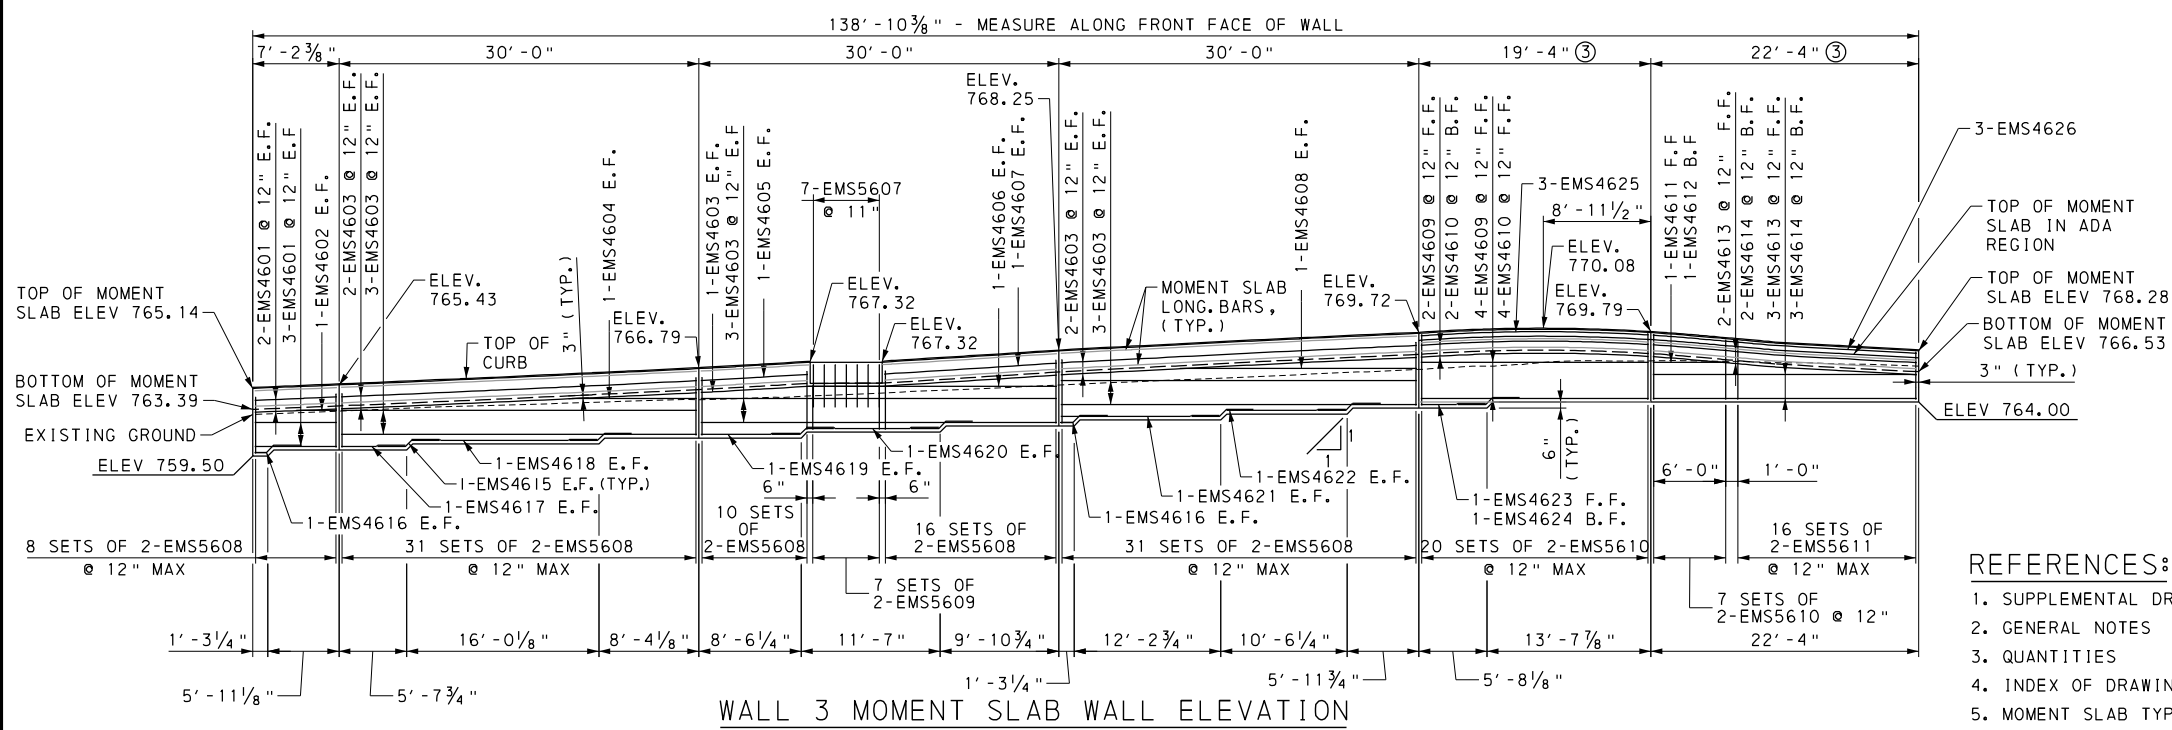 138'-10⅜" - MEASURE ALONG FRONT FACE OF WALL
7'-2⅜"
30'-0"
30'-0"
30'-0"
19'-4" ③
22'-4" ③
2-EMS4601 @ 12" E.F.
3-EMS4601 @ 12" E.F
1-EMS4602 E.F.
2-EMS4603 @ 12" E.F.
3-EMS4603 @ 12" E.F.
3" (TYP.)
1-EMS4604 E.F.
1-EMS4603 E.F.
3-EMS4603 @ 12" E.F
1-EMS4605 E.F.
7-EMS5607
@ 11"
ELEV.
768.25
1-EMS4606 E.F.
1-EMS4607 E.F.
2-EMS4603 @ 12" E.F.
3-EMS4603 @ 12" E.F.
1-EMS4608 E.F.
2-EMS4609 @ 12" F.F.
2-EMS4610 @ 12" B.F.
4-EMS4609 @ 12" F.F.
4-EMS4610 @ 12" F.F.
3-EMS4625
8'-11½"
ELEV.
770.08
ELEV.
769.79
1-EMS4611 F.F
1-EMS4612 B.F
2-EMS4613 @ 12" F.F.
2-EMS4614 @ 12" B.F.
3-EMS4613 @ 12" F.F.
3-EMS4614 @ 12" B.F.
3-EMS4626
TOP OF MOMENT
SLAB IN ADA
REGION
TOP OF MOMENT
SLAB ELEV 768.28
BOTTOM OF MOMENT
SLAB ELEV 766.53
3" (TYP.)
ELEV 764.00
TOP OF MOMENT
SLAB ELEV 765.14
ELEV.
765.43
TOP OF
CURB
ELEV.
766.79
ELEV.
767.32
ELEV.
767.32
MOMENT SLAB
LONG.BARS,
(TYP.)
ELEV.
769.72
BOTTOM OF MOMENT
SLAB ELEV 763.39
EXISTING GROUND
ELEV 759.50
1-EMS4618 E.F.
1-EMS4615 E.F.(TYP.)
1-EMS4617 E.F.
1-EMS4616 E.F.
1-EMS4619 E.F.
1-EMS4620 E.F.
6"
6"
1-EMS4622 E.F.
1-EMS4621 E.F.
1-EMS4616 E.F.
1
1
6"
(TYP.)
1-EMS4623 F.F.
1-EMS4624 B.F.
6'-0"
1'-0"
8 SETS OF 2-EMS5608
@ 12" MAX
31 SETS OF 2-EMS5608
@ 12" MAX
10 SETS
OF
2-EMS5608
16 SETS OF
2-EMS5608
31 SETS OF 2-EMS5608
@ 12" MAX
20 SETS OF 2-EMS5610
@ 12" MAX
16 SETS OF
2-EMS5611
@ 12" MAX
7 SETS OF
2-EMS5609
7 SETS OF
2-EMS5610 @ 12"
1'-3¼"
16'-0⅛"
8'-4⅛"
8'-6¼"
11'-7"
9'-10¾"
12'-2¾"
10'-6¼"
13'-7⅞"
22'-4"
5'-11⅛"
5'-7¾"
1'-3¼"
5'-11¾"
5'-8⅛"
WALL 3 MOMENT SLAB WALL ELEVATION
REFERENCES:
1. SUPPLEMENTAL DR
2. GENERAL NOTES
3. QUANTITIES
4. INDEX OF DRAWIN
5. MOMENT SLAB TYP